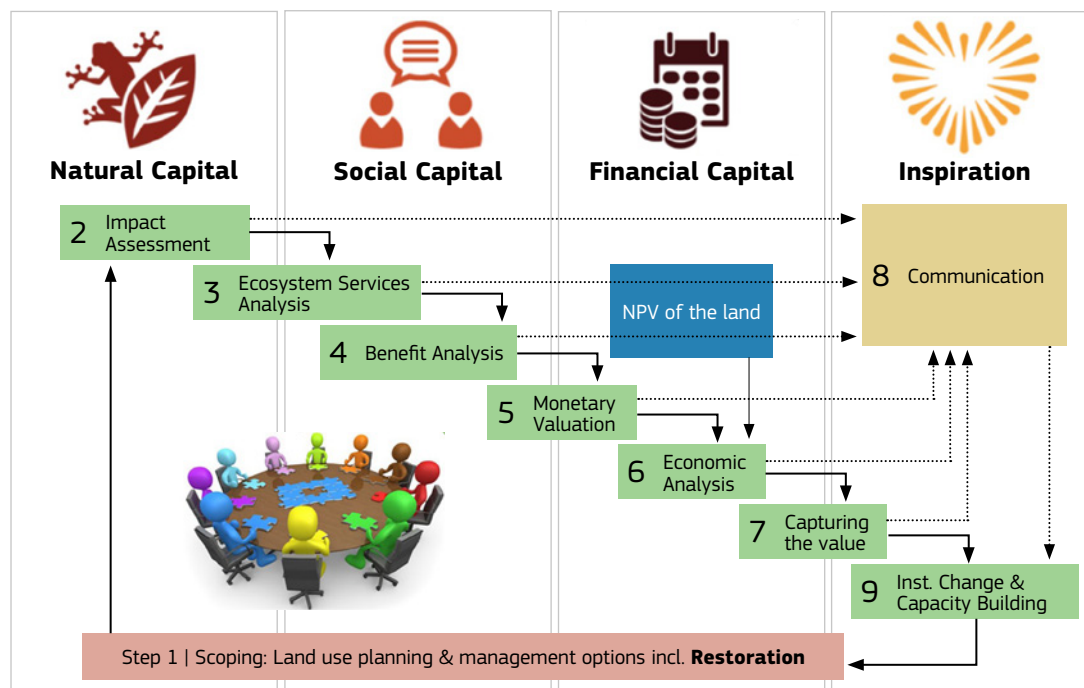 Natural Capital
Social Capital
Financial Capital
Inspiration
2 Impact
Assessment
3 Ecosystem Services
Analysis
4 Benefit Analysis
5 Monetary
Valuation
NPV of the land
6 Economic
Analysis
7 Capturing
the value
8 Communication
9 Inst. Change &
Capacity Building
Step 1 | Scoping: Land use planning & management options incl. Restoration